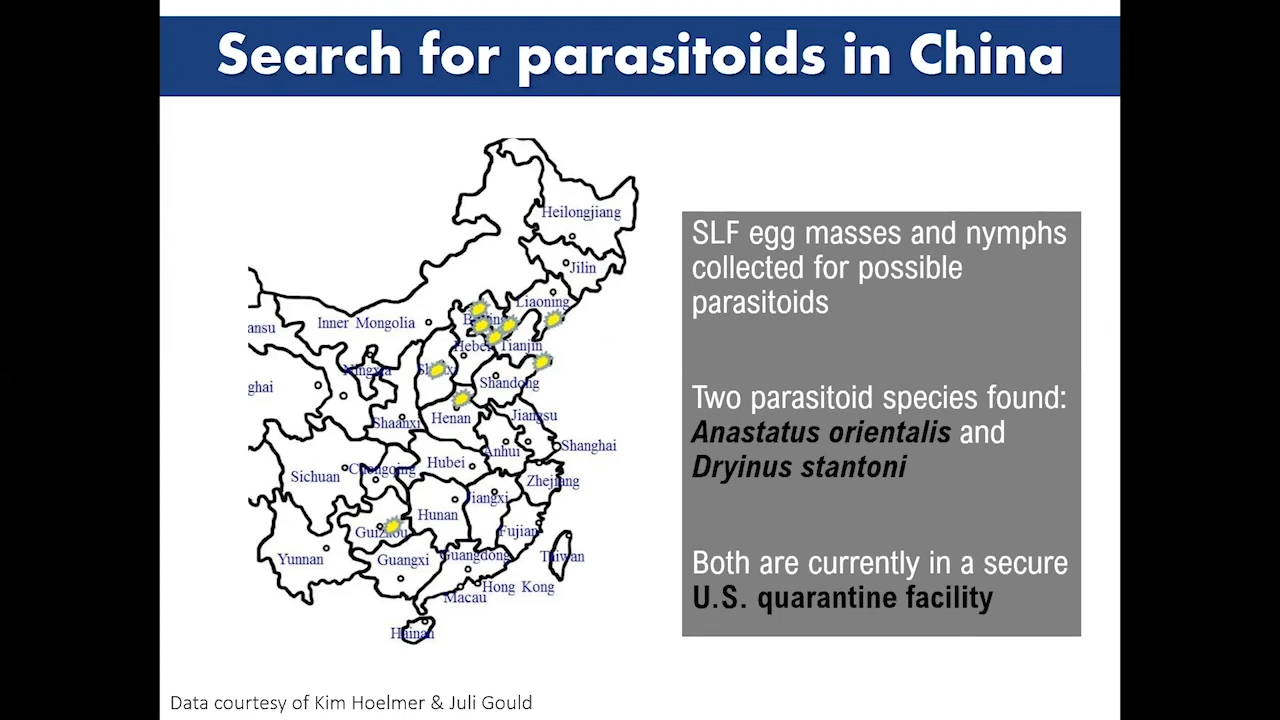 Search for parasitoids in China
Heilongjiang
Jilin
Liaoning
Inner Mongolia
ansu
Hebei
Tianjin
Ningxia
ghai
Shandong
Henan
Jiangsu
Shaanxi
Shanghai
Anhui
Hubei
Chongqing
Sichuan
Zhejiang
Jiangxi
Hunan
Guizhou
Fujian
Yunnan
Guangxi
Guangdong
Taiwan
Hong Kong
Macau
Hainan
SLF egg masses and nymphs
collected for possible
parasitoids
Two parasitoid species found:
Anastatus orientalis and
Dryinus stantoni
Both are currently in a secure
U.S. quarantine facility
Data courtesy of Kim Hoelmer & Juli Gould